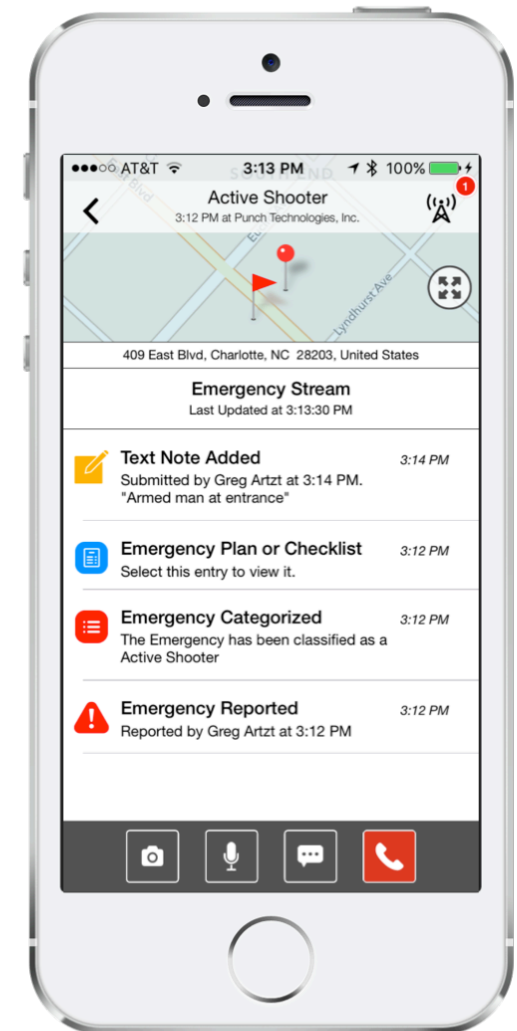 AT&T 3:13 PM 100%
SOUTH END
1
Active Shooter
3:12 PM at Punch Technologies, Inc.
Lyndhurst Ave
409 East Blvd, Charlotte, NC 28203, United States
Emergency Stream
Last Updated at 3:13:30 PM
Text Note Added 3:14 PM
Submitted by Greg Artzt at 3:14 PM.
"Armed man at entrance"
Emergency Plan or Checklist 3:12 PM
Select this entry to view it.
Emergency Categorized 3:12 PM
The Emergency has been classified as a
Active Shooter
Emergency Reported 3:12 PM
Reported by Greg Artzt at 3:12 PM